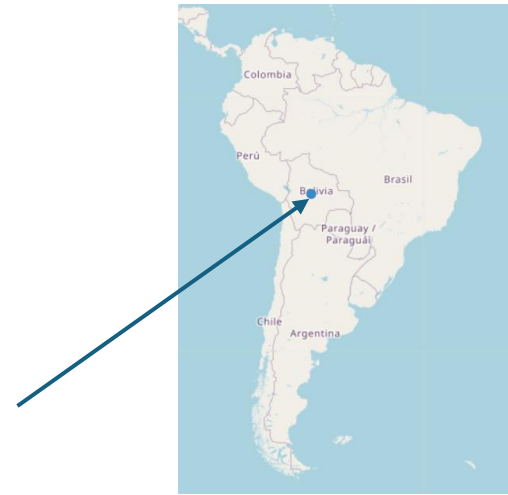 Colombia
Perú
Brasil
Bolivia
Paraguay /
Paraguái
Chile
Argentina